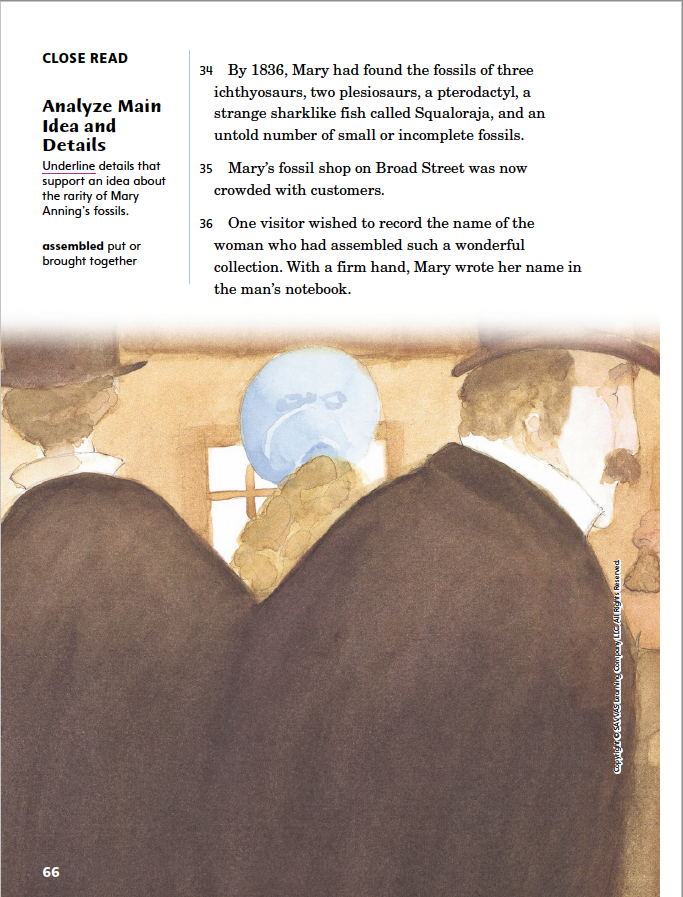 CLOSE READ
Analyze Main
Idea and
Details
Underline details that
support an idea about
the rarity of Mary
Anning’s fossils.
assembled put or
brought together
34 By 1836, Mary had found the fossils of three
ichthyosaurs, two plesiosaurs, a pterodactyl, a
strange sharklike fish called Squaloraja, and an
untold number of small or incomplete fossils.
35 Mary’s fossil shop on Broad Street was now
crowded with customers.
36 One visitor wished to record the name of the
woman who had assembled such a wonderful
collection. With a firm hand, Mary wrote her name in
the man’s notebook.
Copyright © SAVVAS Learning Company LLC. All Rights Reserved.
66